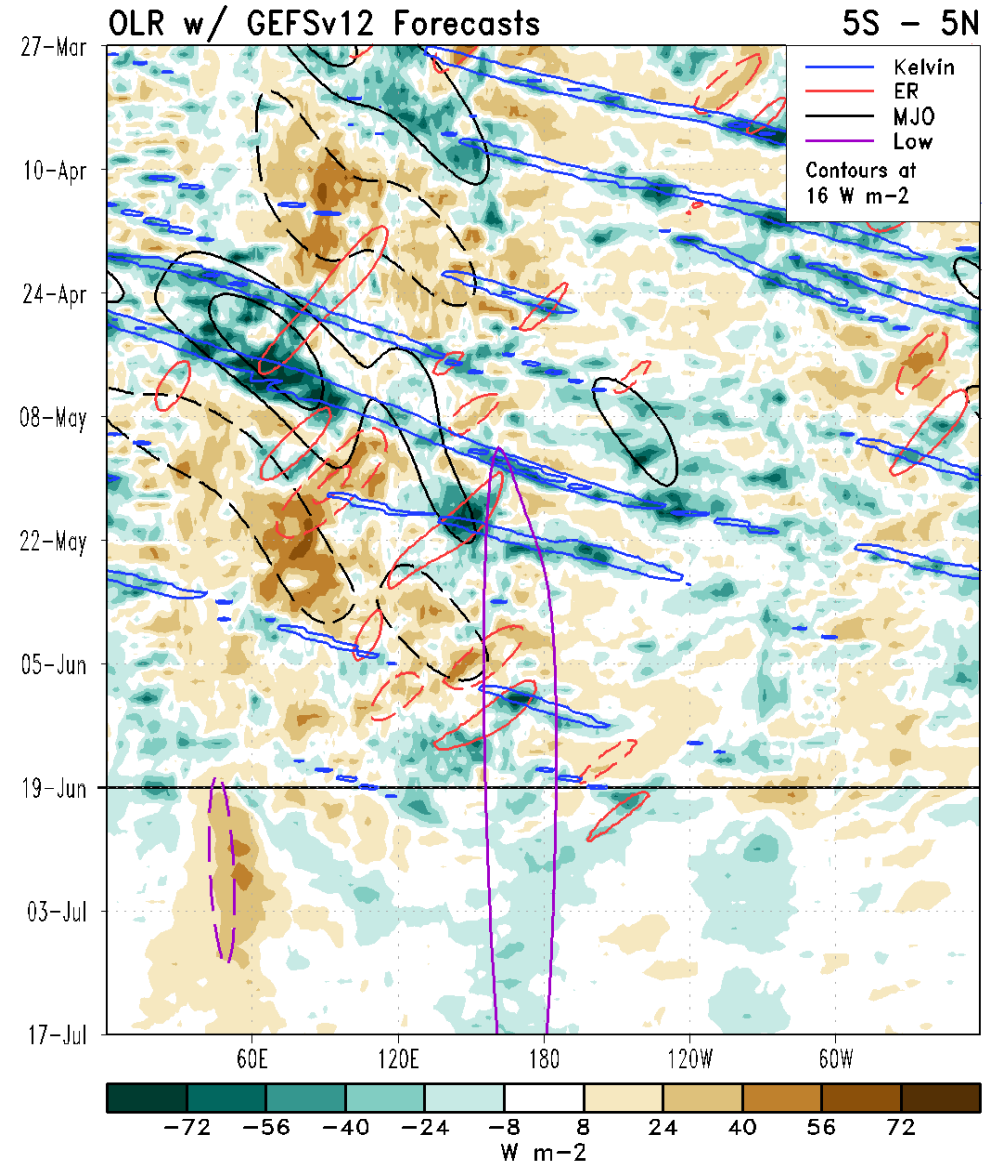 OLR w/ GEFSv12 Forecasts 5S - 5N
27-Mar
10-Apr
24-Apr
08-May
22-May
05-Jun
19-Jun
03-Jul
17-Jul
Kelvin
ER
MJO
Low
Contours at
16 W m-2
60E 120E 180 120W 60W
-72 -56 -40 -24 -8 8 24 40 56 72
W m-2